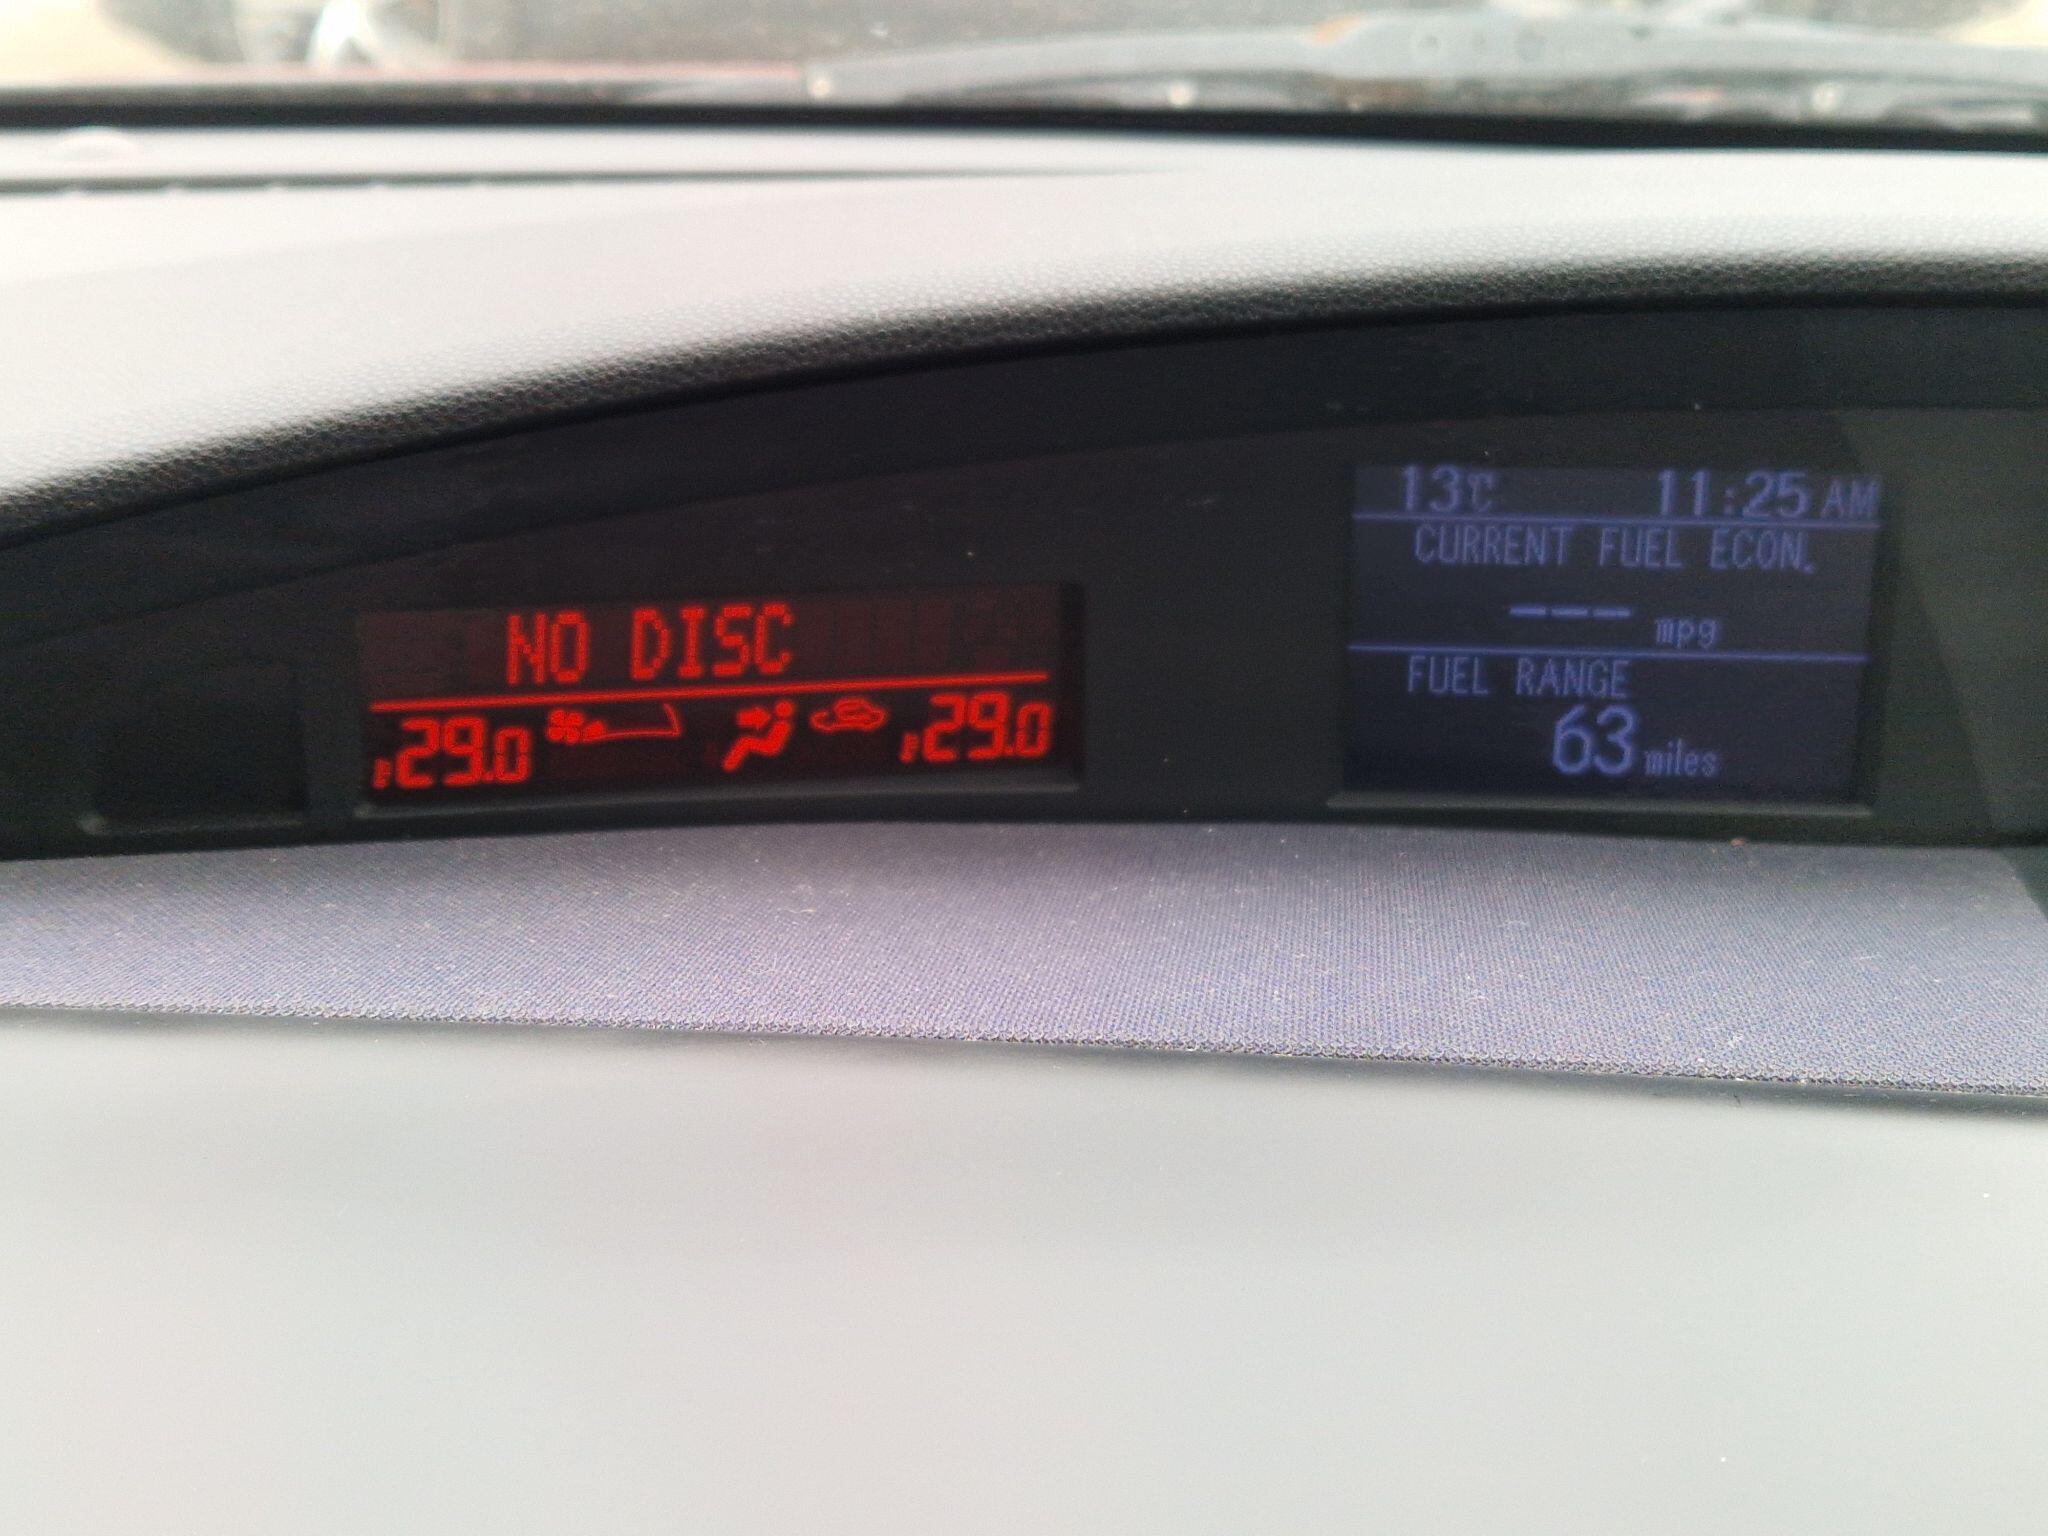 NO DISC
29.0 29.0
13°C 11:25 AM
CURRENT FUEL ECON.
--- mpg
FUEL RANGE
63 miles